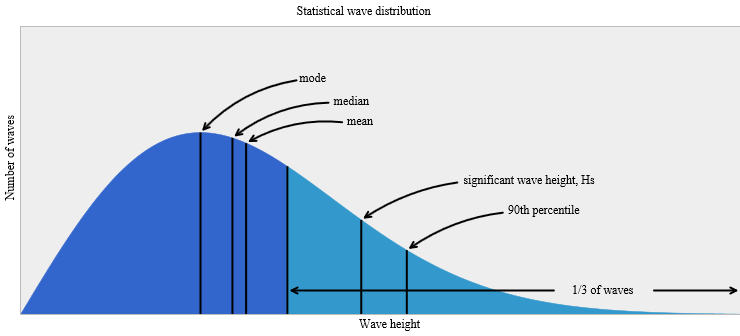 Statistical wave distribution
mode
median
mean
Number of waves
significant wave height, Hs
90th percentile
1/3 of waves
Wave height